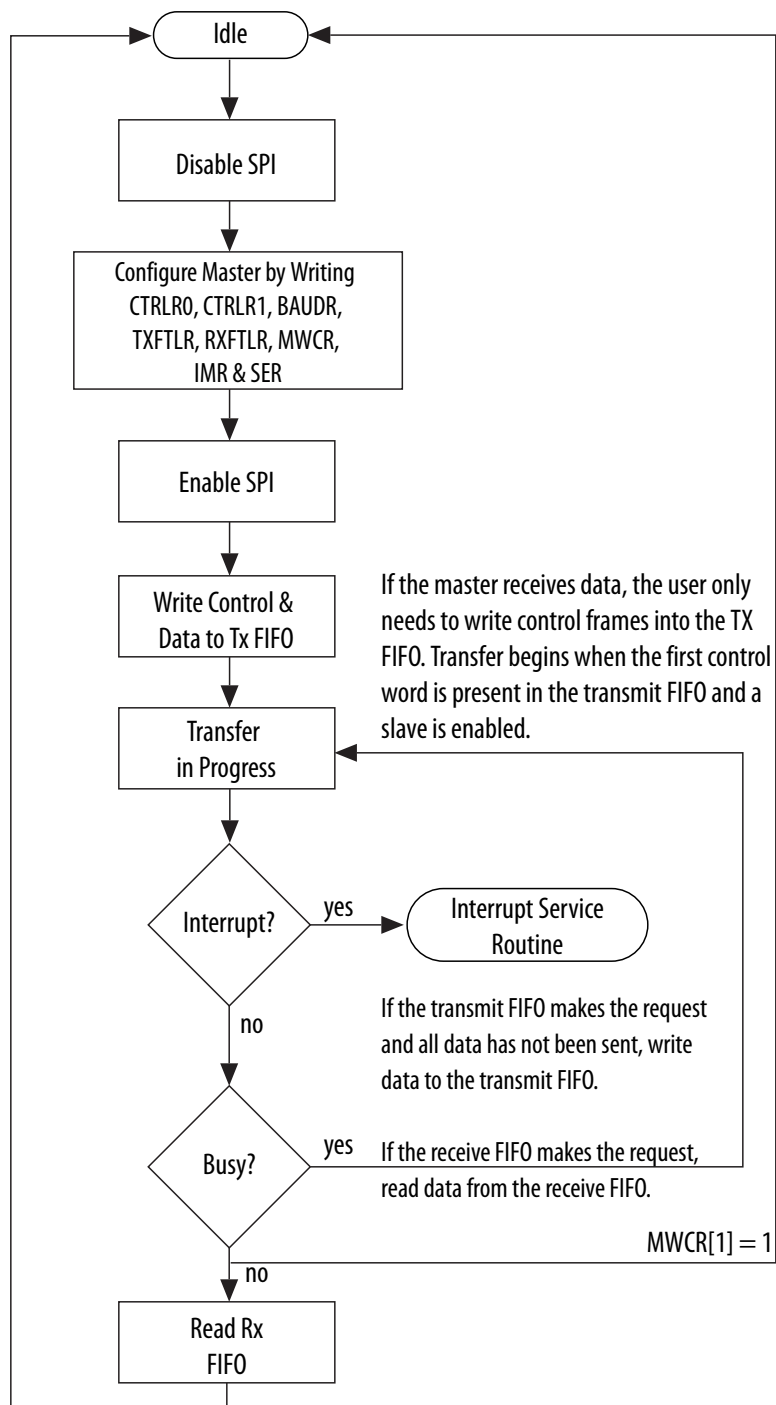 Idle
Disable SPI
Configure Master by Writing
CTRLR0, CTRLR1, BAUDR,
TXFTLR, RXFTLR, MWCR,
IMR & SER
Enable SPI
Write Control &
Data to Tx FIFO
If the master receives data, the user only
needs to write control frames into the TX
FIFO. Transfer begins when the first control
word is present in the transmit FIFO and a
slave is enabled.
Transfer
in Progress
Interrupt?
yes
Interrupt Service
Routine
no
If the transmit FIFO makes the request
and all data has not been sent, write
data to the transmit FIFO.
Busy?
yes
If the receive FIFO makes the request,
read data from the receive FIFO.
MWCR[1] = 1
no
Read Rx
FIFO